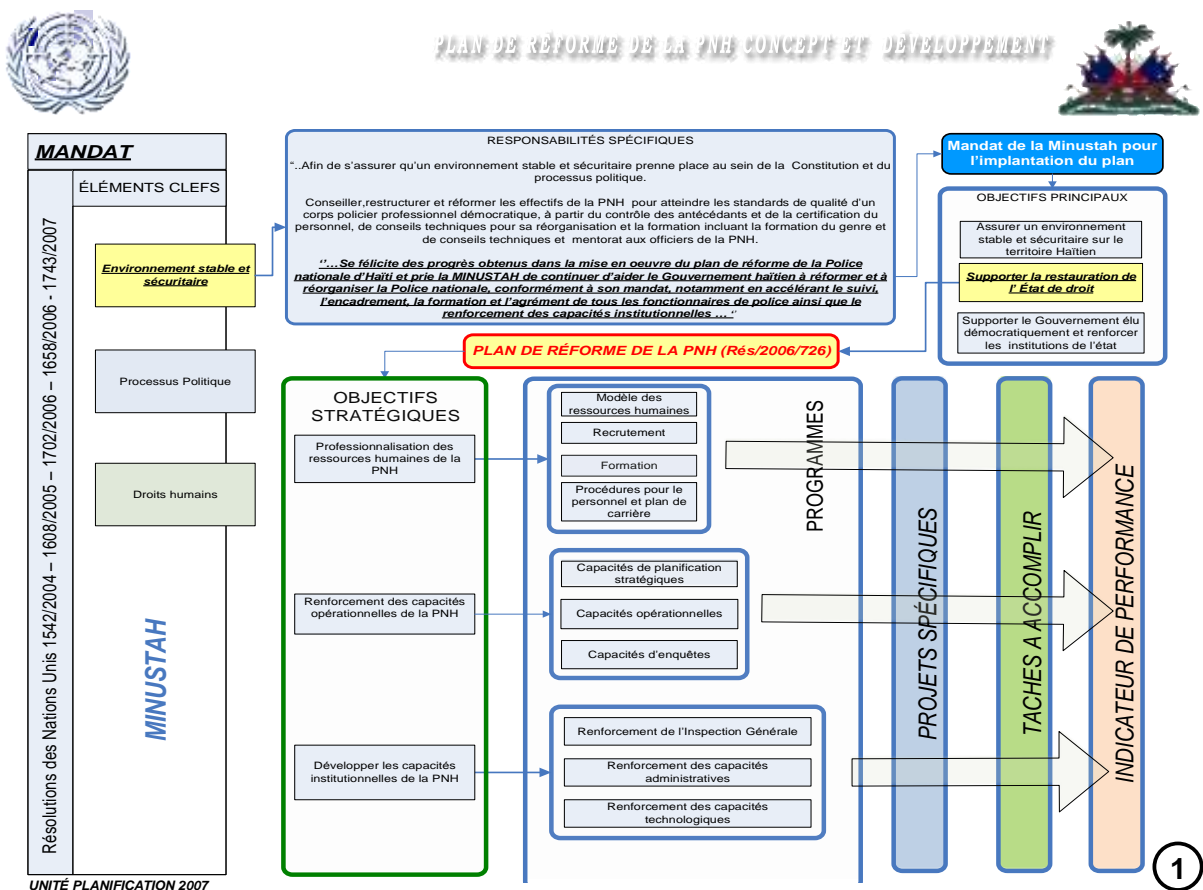 PLAN DE RÉFORME DE LA PNH CONCEPT ET DÉVELOPPEMENT
MANDAT
ÉLÉMENTS CLEFS
Résolutions des Nations Unis 1542/2004 – 1608/2005 – 1702/2006 – 1658/2006 - 1743/2007
Environnement stable et
sécuritaire
Processus Politique
Droits humains
MINUSTAH
RESPONSABILITÉS SPÉCIFIQUES
“..Afin de s’assurer qu’un environnement stable et sécuritaire prenne place au sein de la Constitution et du
processus politique.
Conseiller,restructurer et réformer les effectifs de la PNH pour atteindre les standards de qualité d’un
corps policier professionnel démocratique, à partir du contrôle des antécédants et de la certification du
personnel, de conseils techniques pour sa réorganisation et la formation incluant la formation du genre et
de conseils techniques et mentorat aux officiers de la PNH.
‘’…Se félicite des progrès obtenus dans la mise en oeuvre du plan de réforme de la Police
nationale d’Haïti et prie la MINUSTAH de continuer d’aider le Gouvernement haïtien à réformer et à
réorganiser la Police nationale, conformément à son mandat, notamment en accélérant le suivi,
l’encadrement, la formation et l’agrément de tous les fonctionnaires de police ainsi que le
renforcement des capacités institutionnelles … ‘’
Mandat de la Minustah pour
l’implantation du plan
OBJECTIFS PRINCIPAUX
Assurer un environnement
stable et sécuritaire sur le
territoire Haïtien
Supporter la restauration de
l’ État de droit
Supporter le Gouvernement élu
démocratiquement et renforcer
les institutions de l’état
PLAN DE RÉFORME DE LA PNH (Rés/2006/726)
OBJECTIFS
STRATÉGIQUES
Professionnalisation des
ressources humaines de la
PNH
Renforcement des capacités
opérationnelles de la PNH
Développer les capacités
institutionnelles de la PNH
PROGRAMMES
Modèle des
ressources humaines
Recrutement
Formation
Procédures pour le
personnel et plan de
carrière
Capacités de planification
stratégiques
Capacités opérationnelles
Capacités d’enquêtes
Renforcement de l’Inspection Générale
Renforcement des capacités
administratives
Renforcement des capacités
technologiques
PROJETS SPÉCIFIQUES
TACHES A ACCOMPLIR
INDICATEUR DE PERFORMANCE
UNITÉ PLANIFICATION 2007
1